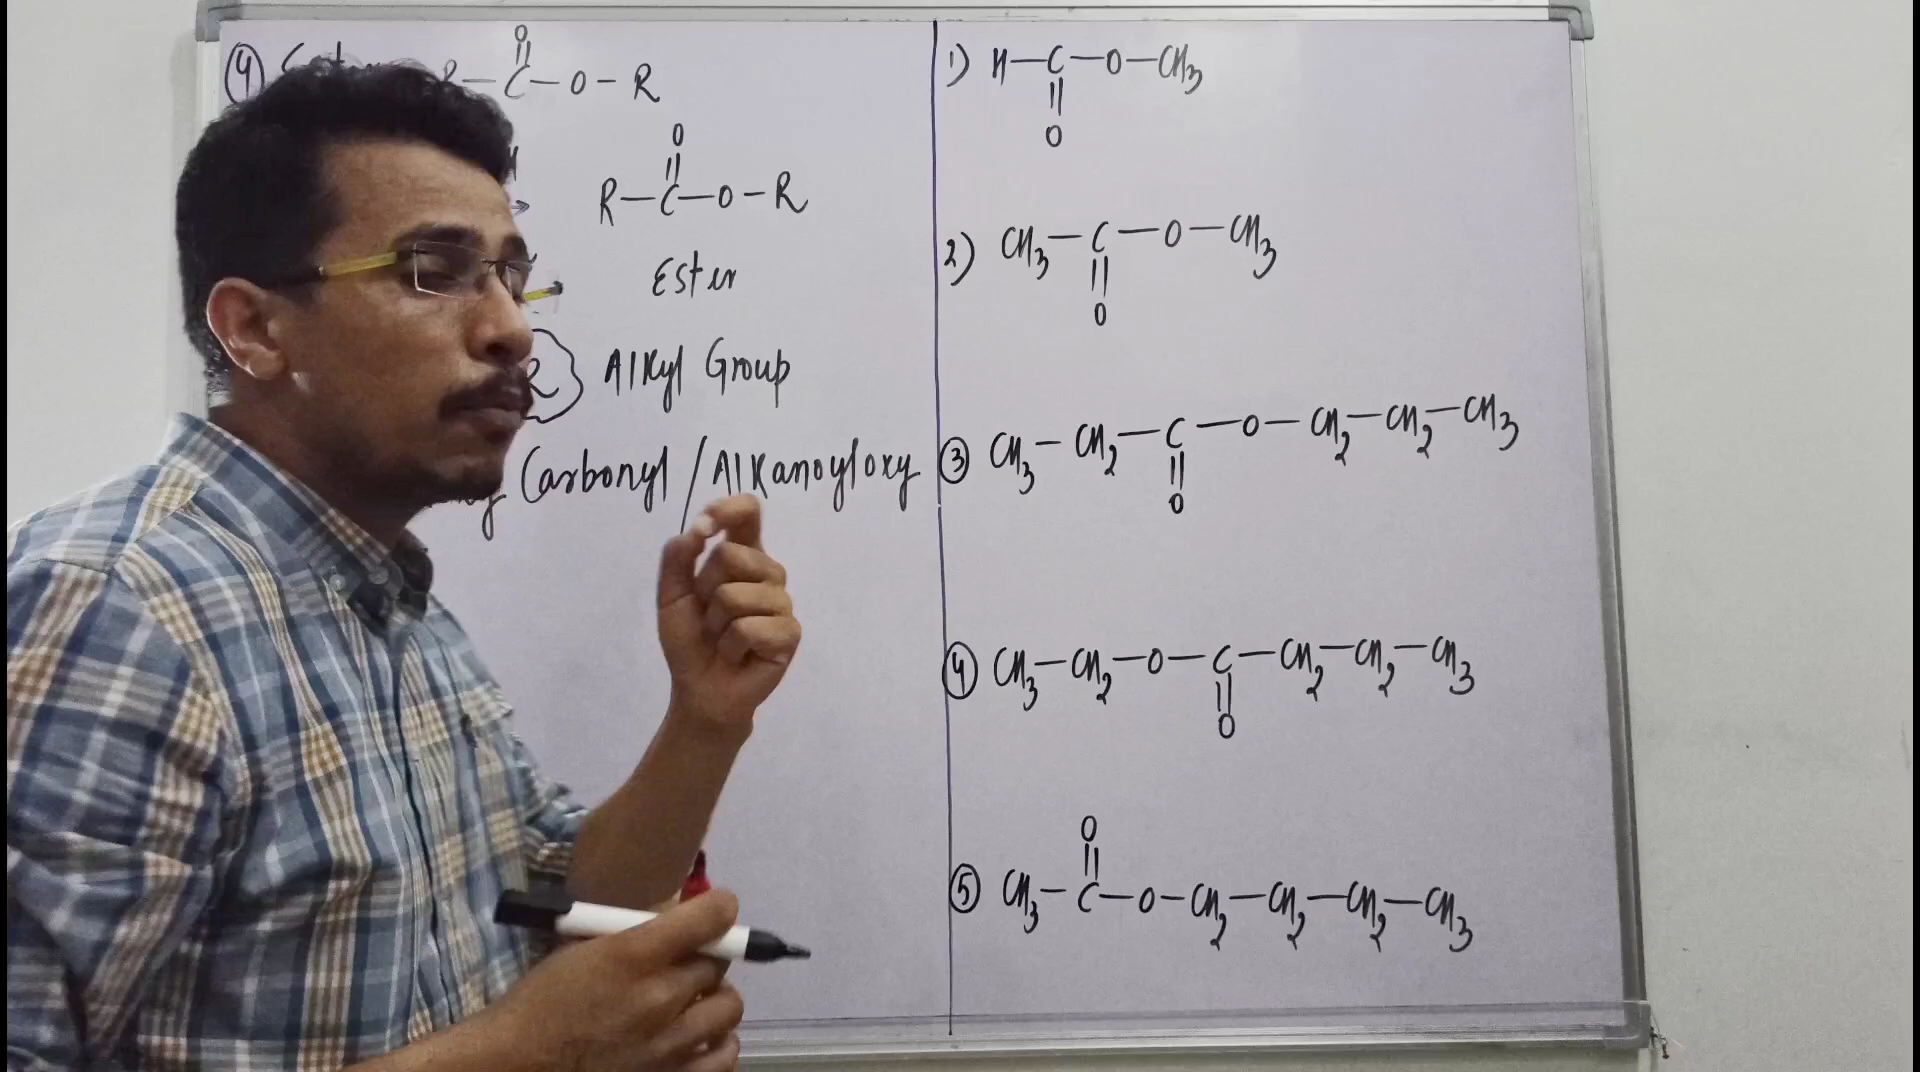 ④
R—C—O—R
O
R—C—O—R
O
Ester
R Alkyl Group
Carbonyl / Alkanoyloxy
1) H—C—O—CH3
O
2) CH3—C—O—CH3
O
③ CH3—CH2—C—O—CH2—CH2—CH3
O
④ CH3—CH2—O—C—CH2—CH2—CH3
O
O
⑤ CH3—C—O—CH2—CH2—CH2—CH3